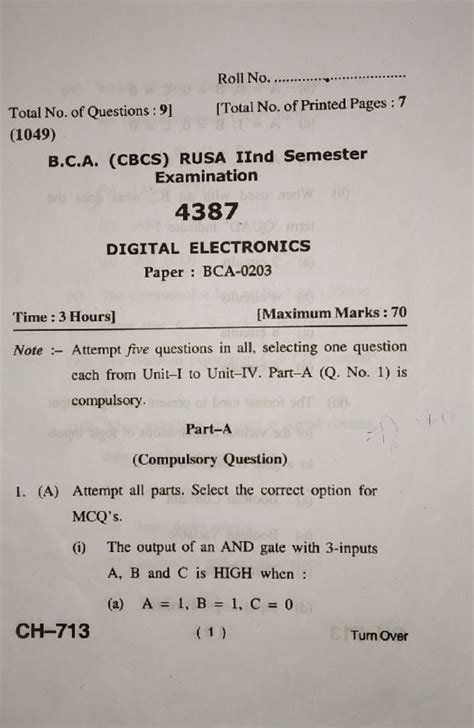 Roll No. ..................................
Total No. of Questions : 9] [Total No. of Printed Pages : 7
(1049)
B.C.A. (CBCS) RUSA IInd Semester
Examination
4387
DIGITAL ELECTRONICS
Paper : BCA-0203
Time : 3 Hours] [Maximum Marks : 70
Note :– Attempt five questions in all, selecting one question
each from Unit–I to Unit–IV. Part–A (Q. No. 1) is
compulsory.
Part–A
(Compulsory Question)
1. (A) Attempt all parts. Select the correct option for
MCQ's.
(i) The output of an AND gate with 3-inputs
A, B and C is HIGH when :
(a) A = 1, B = 1, C = 0
CH–713 ( 1 ) Turn Over